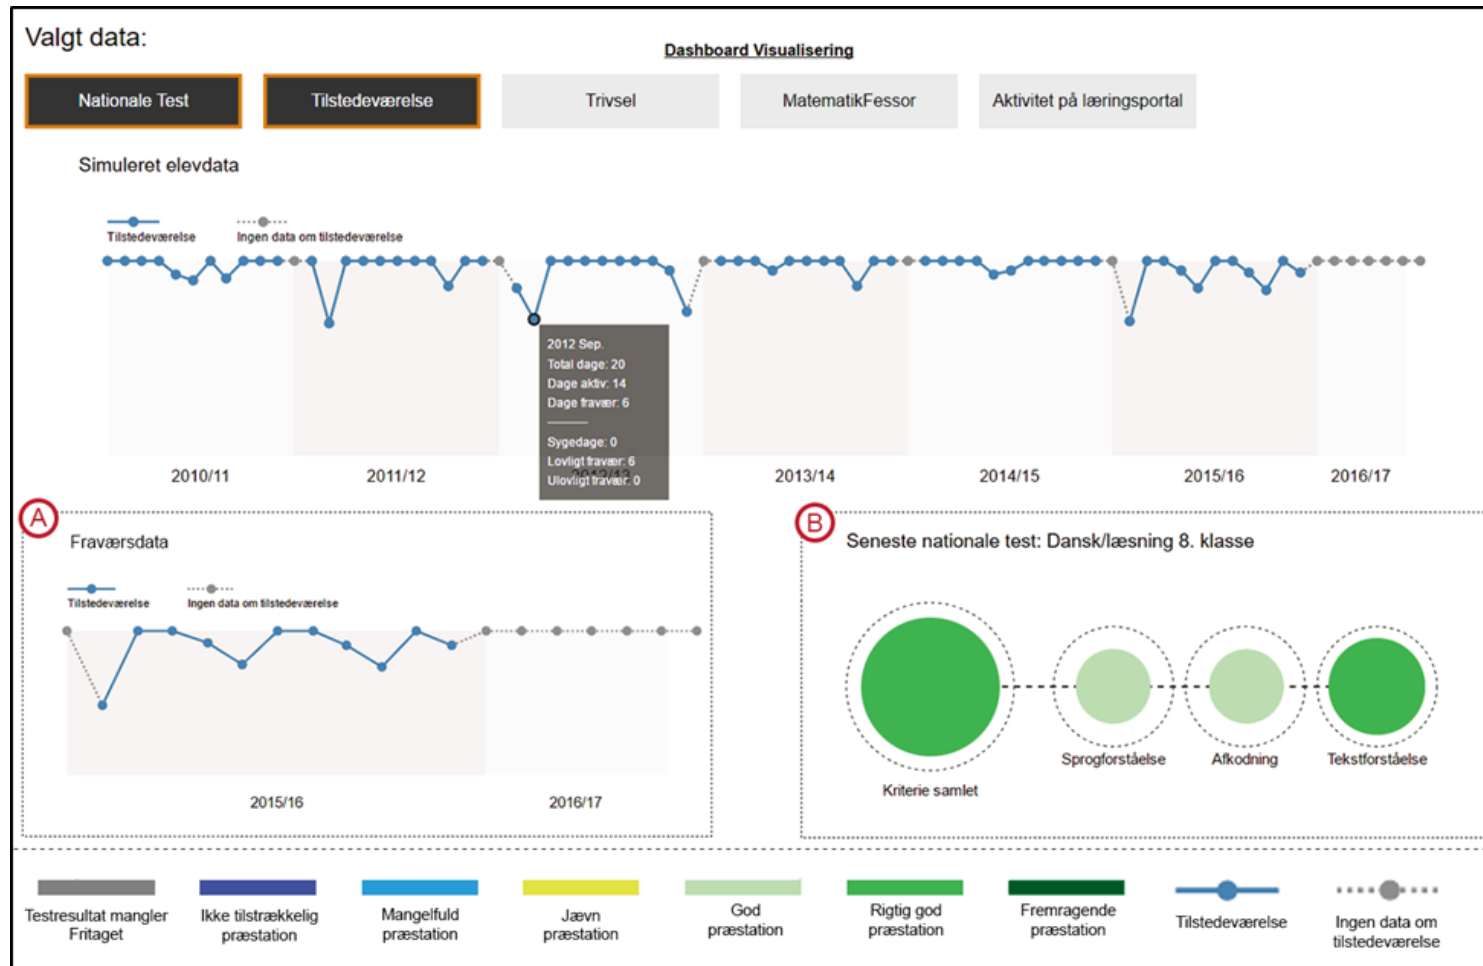 Valgt data:
Dashboard Visualisering
Nationale Test
Tilstedeværelse
Trivsel
MatematikFessor
Aktivitet på læringsportal
Simuleret elevdata
Tilstedeværelse
Ingen data om tilstedeværelse
2012 Sep.
Total dage: 20
Dage aktiv: 14
Dage fravær: 6
Sygedage: 0
Lovligt fravær: 6
Ulovligt fravær: 0
2010/11
2011/12
2012/13
2013/14
2014/15
2015/16
2016/17
A
Fraværsdata
Tilstedeværelse
Ingen data om tilstedeværelse
2015/16
2016/17
B
Seneste nationale test: Dansk/læsning 8. klasse
Kriterie samlet
Sprogforståelse
Afkodning
Tekstforståelse
Testresultat mangler
Fritaget
Ikke tilstrækkelig
præstation
Mangelfuld
præstation
Jævn
præstation
God
præstation
Rigtig god
præstation
Fremragende
præstation
Tilstedeværelse
Ingen data om
tilstedeværelse